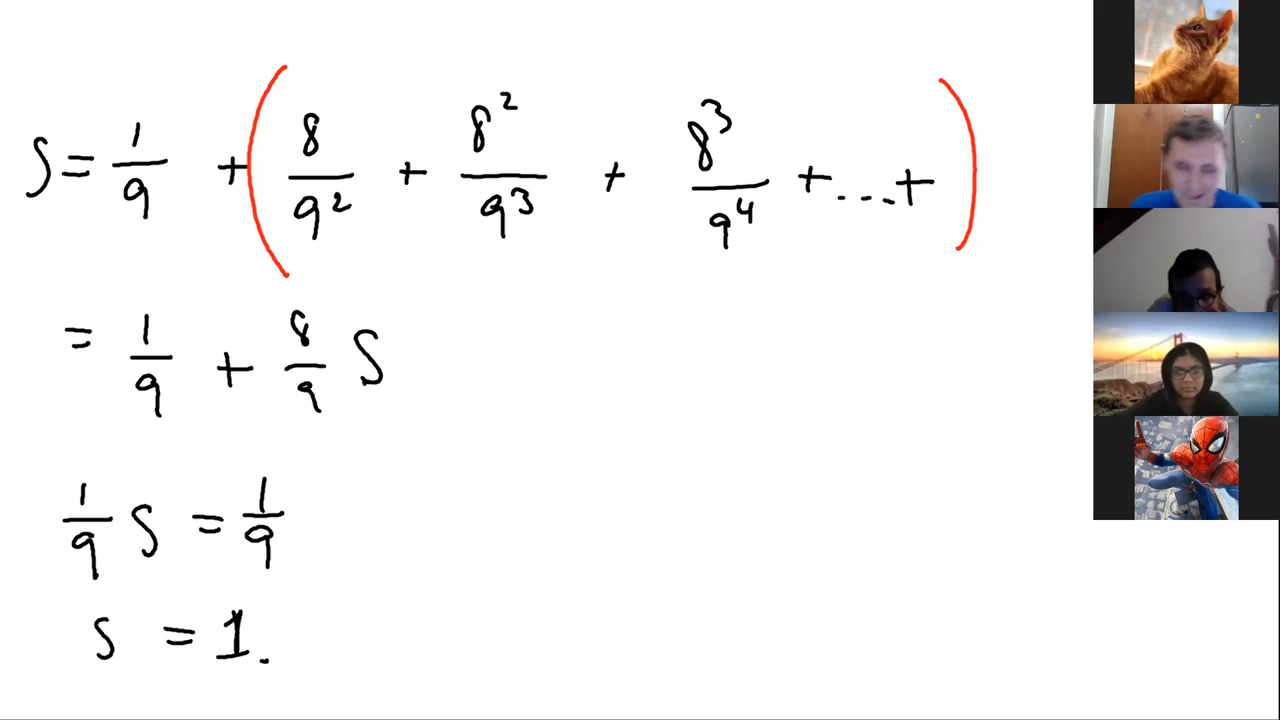 S = 1/9 + ( 8/9² + 8²/9³ + 8³/9⁴ + ... + )
= 1/9 + 8/9 S
1/9 S = 1/9
S = 1.